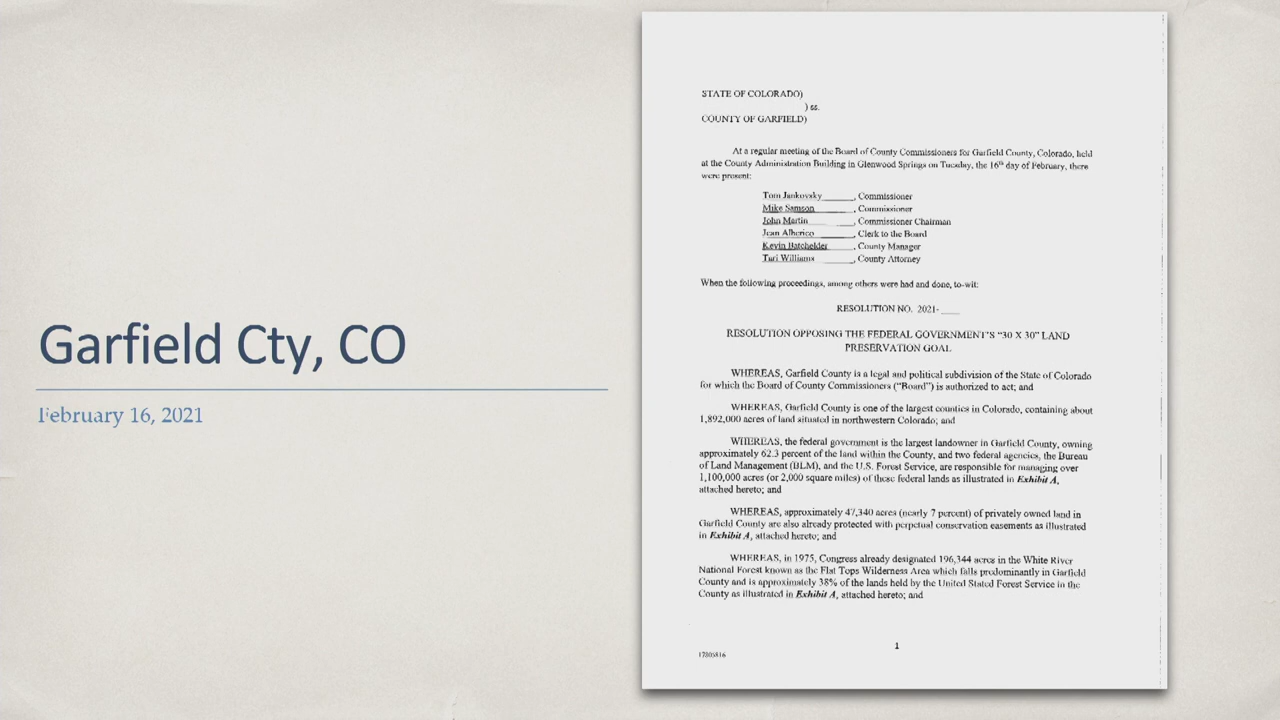 Garfield Cty, CO
February 16, 2021
STATE OF COLORADO)
) ss.
COUNTY OF GARFIELD)
At a regular meeting of the Board of County Commissioners for Garfield County, Colorado, held
at the County Administration Building in Glenwood Springs on Tuesday, the 16th day of February, there
were present:
Tom Jankovsky______, Commissioner
Mike Samson______, Commissioner
John Martin______, Commissioner Chairman
Jean Alberico______, Clerk to the Board
Kevin Batchelder______, County Manager
Tari Williams______, County Attorney
When the following proceedings, among others were had and done, to-wit:
RESOLUTION NO. 2021-____
RESOLUTION OPPOSING THE FEDERAL GOVERNMENT'S "30 X 30" LAND
PRESERVATION GOAL
WHEREAS, Garfield County is a legal and political subdivision of the State of Colorado
for which the Board of County Commissioners ("Board") is authorized to act; and
WHEREAS, Garfield County is one of the largest counties in Colorado, containing about
1,892,000 acres of land situated in northwestern Colorado; and
WHEREAS, the federal government is the largest landowner in Garfield County, owning
approximately 62.3 percent of the land within the County, and two federal agencies, the Bureau
of Land Management (BLM), and the U.S. Forest Service, are responsible for managing over
1,100,000 acres (or 2,000 square miles) of these federal lands as illustrated in Exhibit A,
attached hereto; and
WHEREAS, approximately 47,340 acres (nearly 7 percent) of privately owned land in
Garfield County are also already protected with perpetual conservation easements as illustrated
in Exhibit A, attached hereto; and
WHEREAS, in 1975, Congress already designated 196,344 acres in the White River
National Forest known as the Flat Tops Wilderness Area which falls predominantly in Garfield
County and is approximately 38% of the lands held by the United Stated Forest Service in the
County as illustrated in Exhibit A, attached hereto; and
1